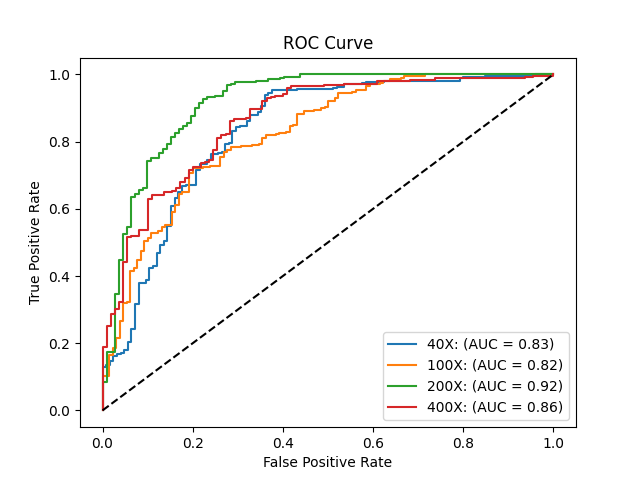 ROC Curve
1.0
0.8
0.6
0.4
0.2
0.0
True Positive Rate
40X: (AUC = 0.83)
100X: (AUC = 0.82)
200X: (AUC = 0.92)
400X: (AUC = 0.86)
0.0 0.2 0.4 0.6 0.8 1.0
False Positive Rate